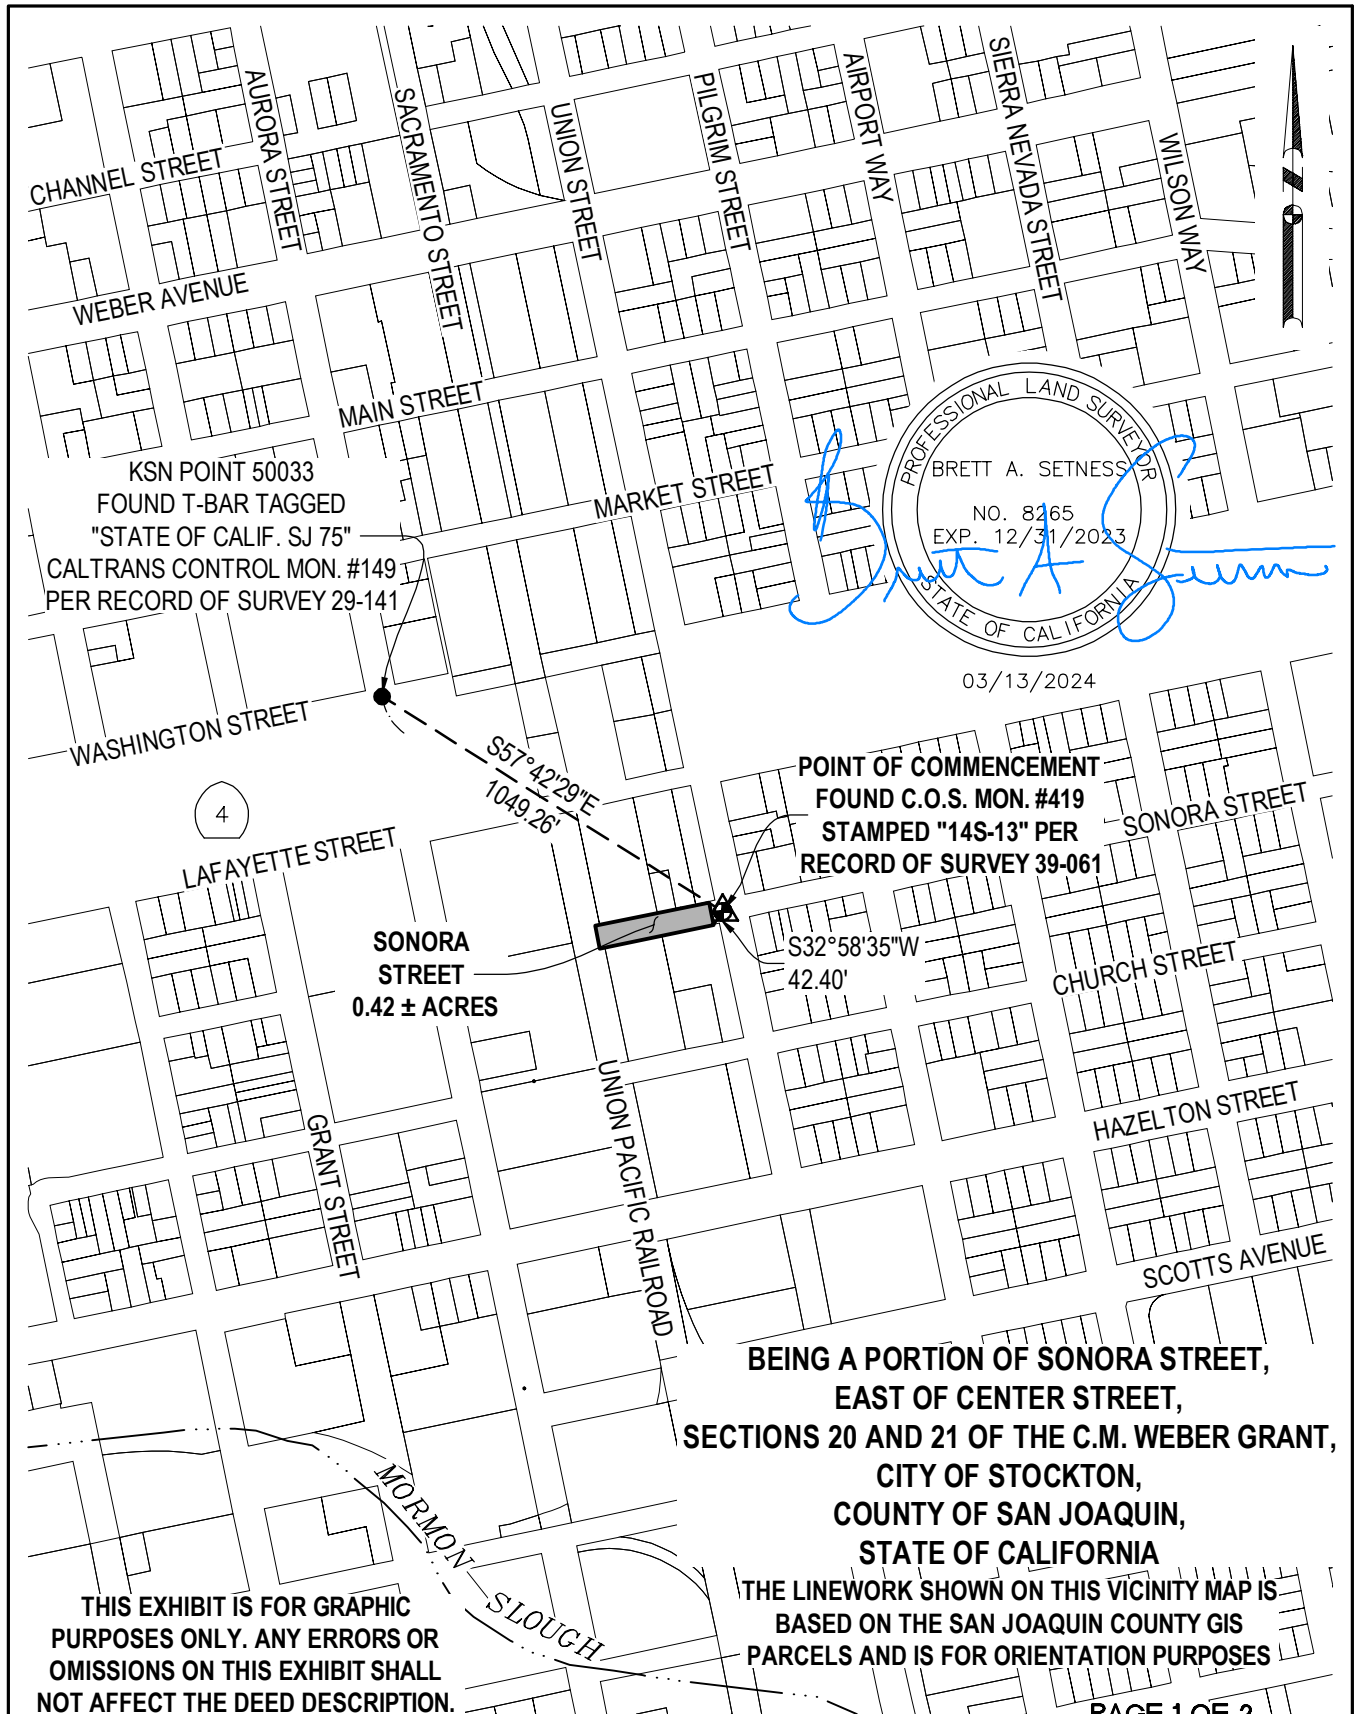 AURORA STREET
SACRAMENTO STREET
UNION STREET
PILGRIM STREET
AIRPORT WAY
SIERRA NEVADA STREET
WILSON WAY
CHANNEL STREET
WEBER AVENUE
MAIN STREET
MARKET STREET
KSN POINT 50033
FOUND T-BAR TAGGED
"STATE OF CALIF. SJ 75"
CALTRANS CONTROL MON. #149
PER RECORD OF SURVEY 29-141
PROFESSIONAL LAND SURVEYOR
BRETT A. SETNESS
NO. 8265
EXP. 12/31/2023
STATE OF CALIFORNIA
Brett A Setness
03/13/2024
WASHINGTON STREET
S57°42'29"E
1049.26'
4
LAFAYETTE STREET
POINT OF COMMENCEMENT
FOUND C.O.S. MON. #419
STAMPED "14S-13" PER
RECORD OF SURVEY 39-061
SONORA STREET
SONORA
STREET
0.42 ± ACRES
S32°58'35"W
42.40'
CHURCH STREET
UNION PACIFIC RAILROAD
GRANT STREET
HAZELTON STREET
SCOTTS AVENUE
BEING A PORTION OF SONORA STREET,
EAST OF CENTER STREET,
SECTIONS 20 AND 21 OF THE C.M. WEBER GRANT,
CITY OF STOCKTON,
COUNTY OF SAN JOAQUIN,
STATE OF CALIFORNIA
MORMON SLOUGH
THE LINEWORK SHOWN ON THIS VICINITY MAP IS
BASED ON THE SAN JOAQUIN COUNTY GIS
PARCELS AND IS FOR ORIENTATION PURPOSES
THIS EXHIBIT IS FOR GRAPHIC
PURPOSES ONLY. ANY ERRORS OR
OMISSIONS ON THIS EXHIBIT SHALL
NOT AFFECT THE DEED DESCRIPTION.
PAGE 1 OF 2